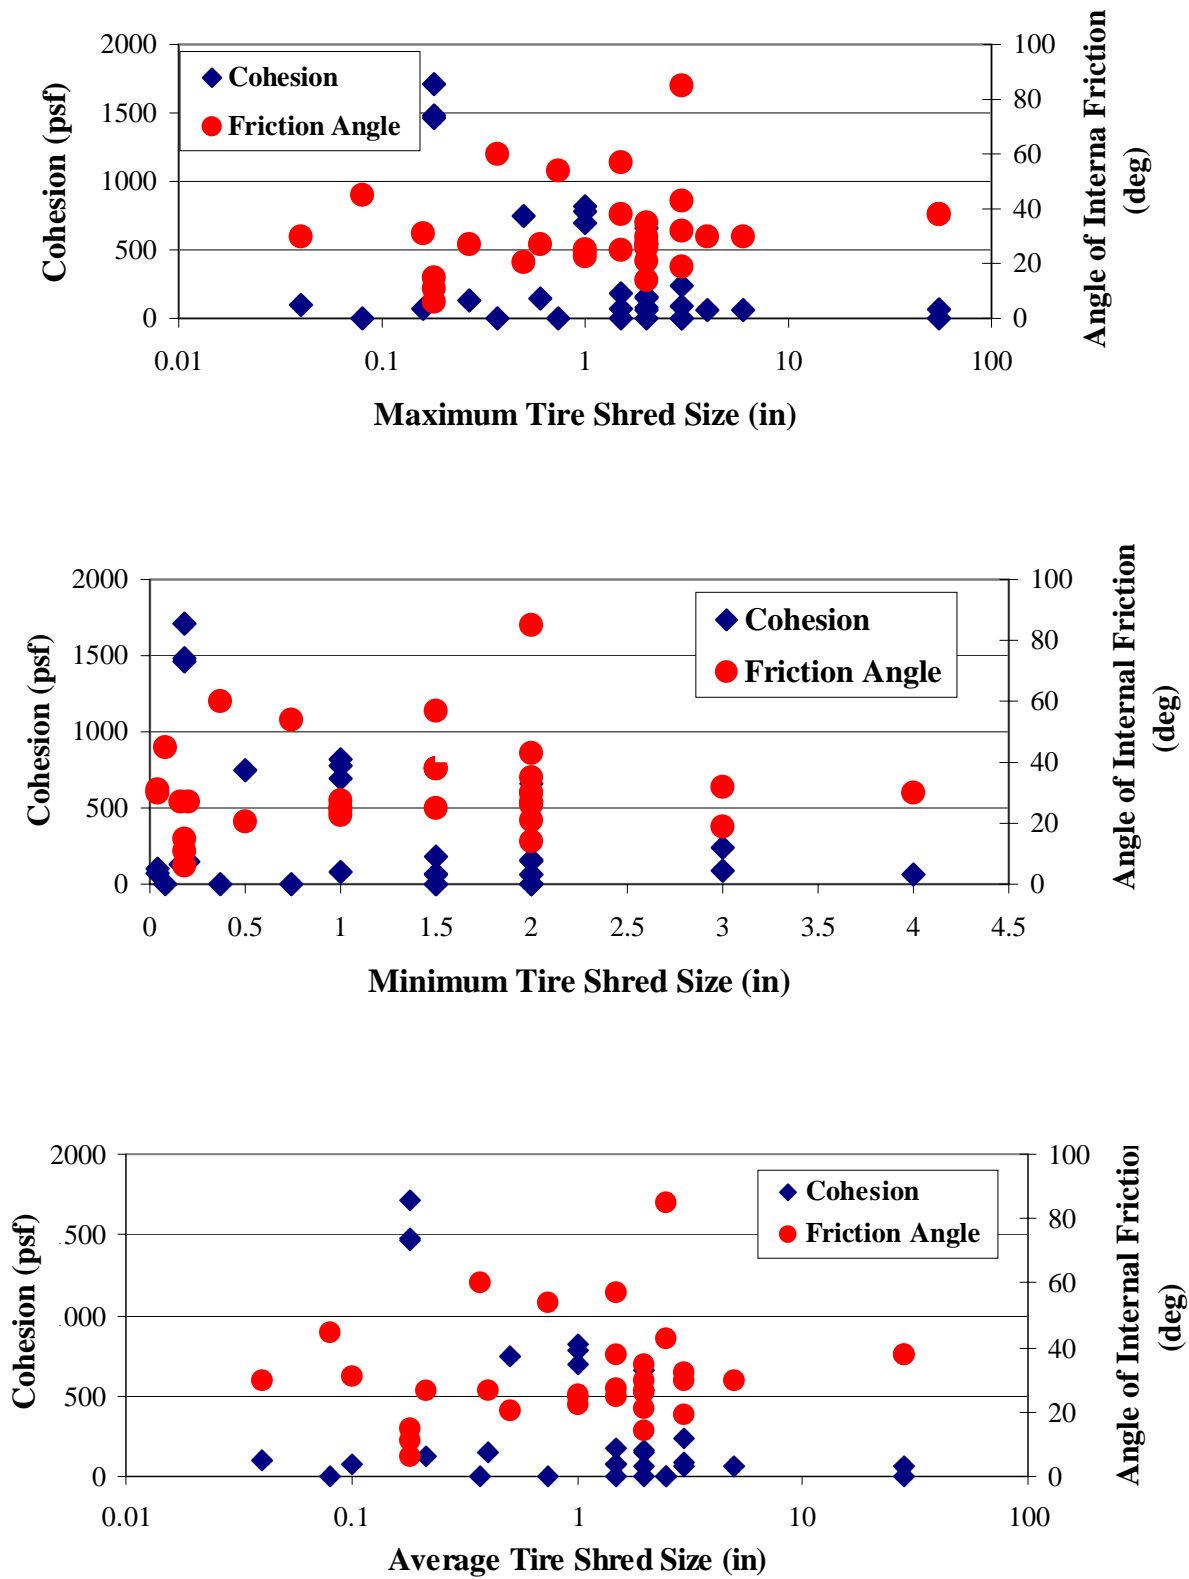 2000
1500
1000
500
0
Cohesion (psf)
Cohesion
Friction Angle
100
80
60
40
20
0
Angle of Interna Friction
(deg)
0.01 0.1 1 10 100
Maximum Tire Shred Size (in)
2000
1500
1000
500
0
Cohesion (psf)
Cohesion
Friction Angle
100
80
60
40
20
0
Angle of Internal Friction
(deg)
0 0.5 1 1.5 2 2.5 3 3.5 4 4.5
Minimum Tire Shred Size (in)
2000
500
000
500
0
Cohesion (psf)
Cohesion
Friction Angle
100
80
60
40
20
0
Angle of Internal Friction
(deg)
0.01 0.1 1 10 100
Average Tire Shred Size (in)